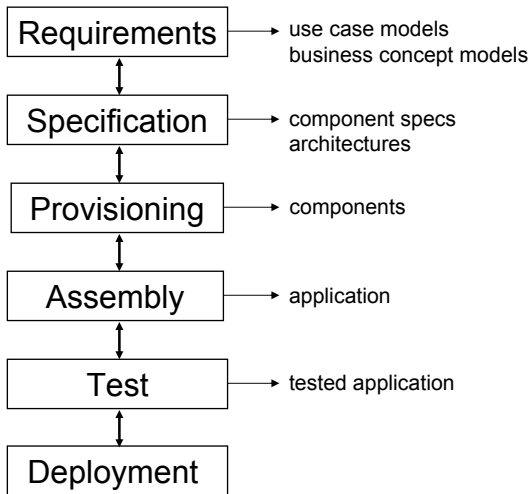 Requirements
use case models
business concept models
Specification
component specs
architectures
Provisioning
components
Assembly
application
Test
tested application
Deployment